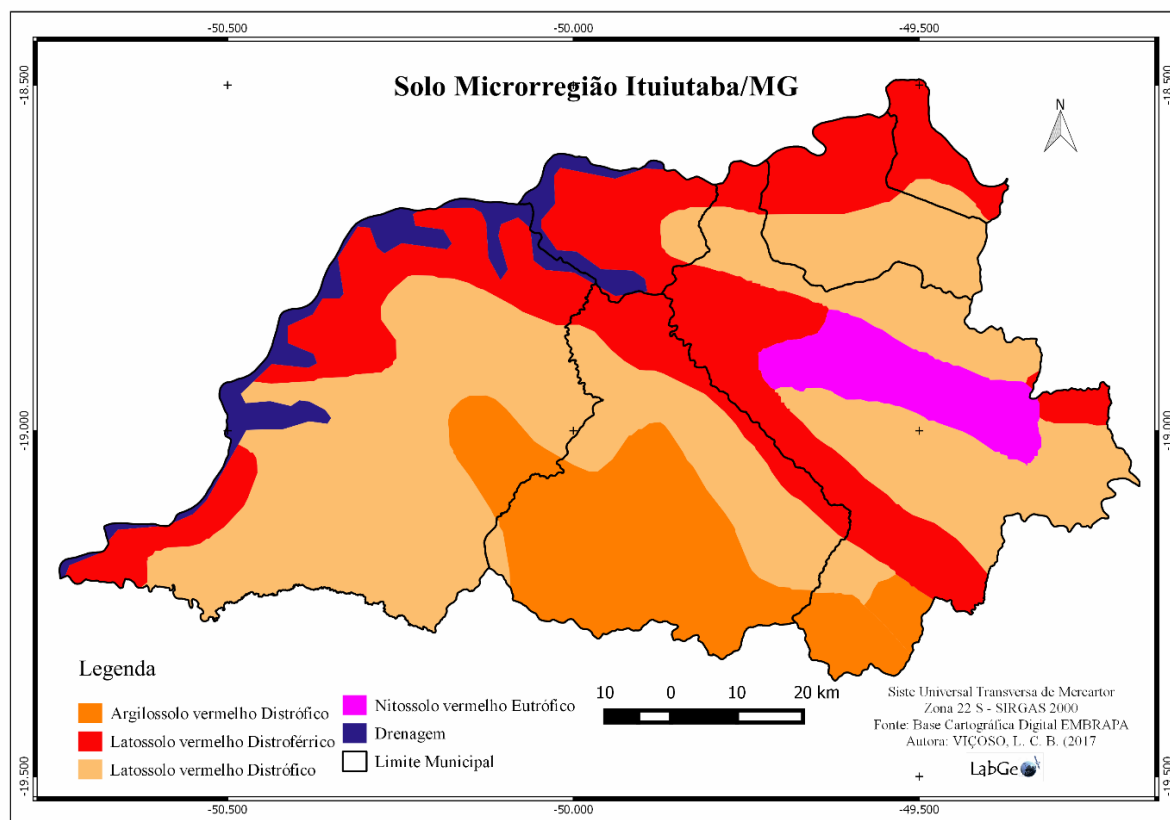 -50.500 -50.000 -49.500
-18.500 -18.500
Solo Microrregião Ituiutaba/MG
N
-19.000 -19.000
Legenda
Argilossolo vermelho Distrófico
Latossolo vermelho Distroférrico
Latossolo vermelho Distrófico
Nitossolo vermelho Eutrófico
Drenagem
Limite Municipal
10 0 10 20 km
Siste Universal Transversa de Mercartor
Zona 22 S - SIRGAS 2000
Fonte: Base Cartográfica Digital EMBRAPA
Autora: VIÇOSO, L. C. B. (2017
LabGe
-19.500 -19.500
-50.500 -50.000 -49.500